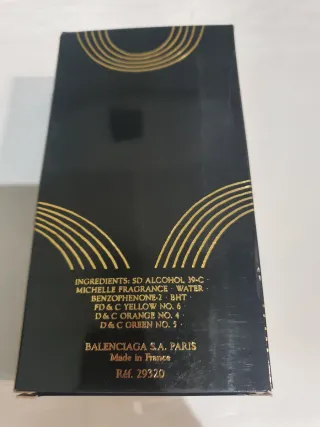 INGREDIENTS: SD ALCOHOL 39-C ·
MICHELLE FRAGRANCE · WATER ·
BENZOPHENONE-2 · BHT ·
FD & C YELLOW NO. 6 ·
D & C ORANGE NO. 4 ·
D & C GREEN NO. 5 ·
BALENCIAGA S.A. PARIS
Made in France
Réf. 29320